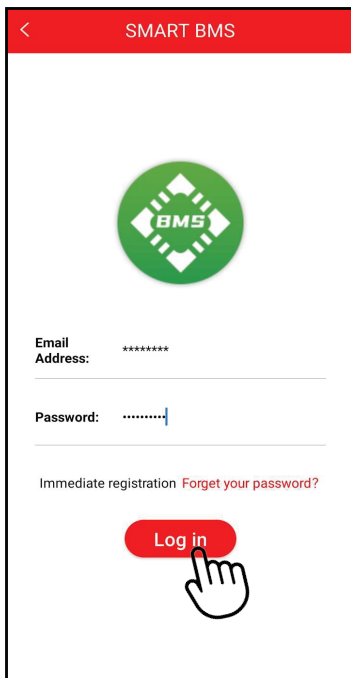 SMART BMS
BMS
Email
Address: ********
Password: ••••••••••
Immediate registration Forget your password?
Log in